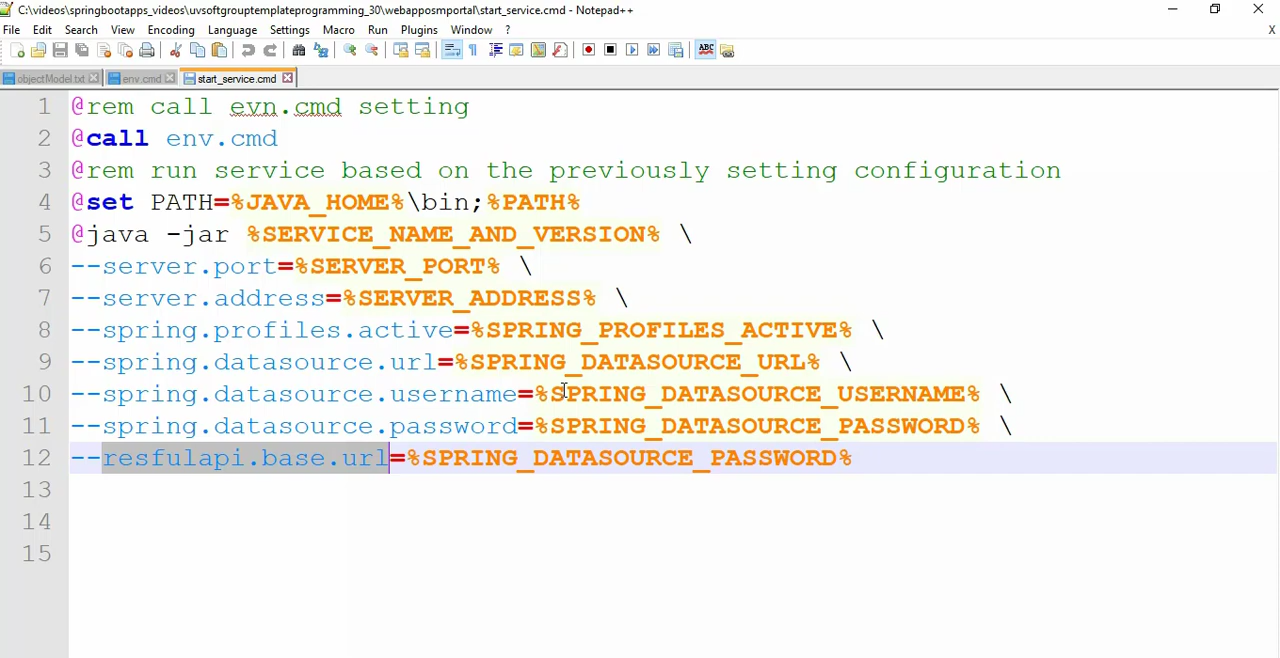 C:\videos\springbootapps_videos\uvsoftgrouptemplateprogramming_30\webapposmportal\start_service.cmd - Notepad++
File Edit Search View Encoding Language Settings Macro Run Plugins Window ? X
objectModel.txt env.cmd start_service.cmd
1 @rem call evn.cmd setting
2 @call env.cmd
3 @rem run service based on the previously setting configuration
4 @set PATH=%JAVA_HOME%\bin;%PATH%
5 @java -jar %SERVICE_NAME_AND_VERSION% \
6 --server.port=%SERVER_PORT% \
7 --server.address=%SERVER_ADDRESS% \
8 --spring.profiles.active=%SPRING_PROFILES_ACTIVE% \
9 --spring.datasource.url=%SPRING_DATASOURCE_URL% \
10 --spring.datasource.username=%SPRING_DATASOURCE_USERNAME% \
11 --spring.datasource.password=%SPRING_DATASOURCE_PASSWORD% \
12 --resfulapi.base.url=%SPRING_DATASOURCE_PASSWORD%
13
14
15